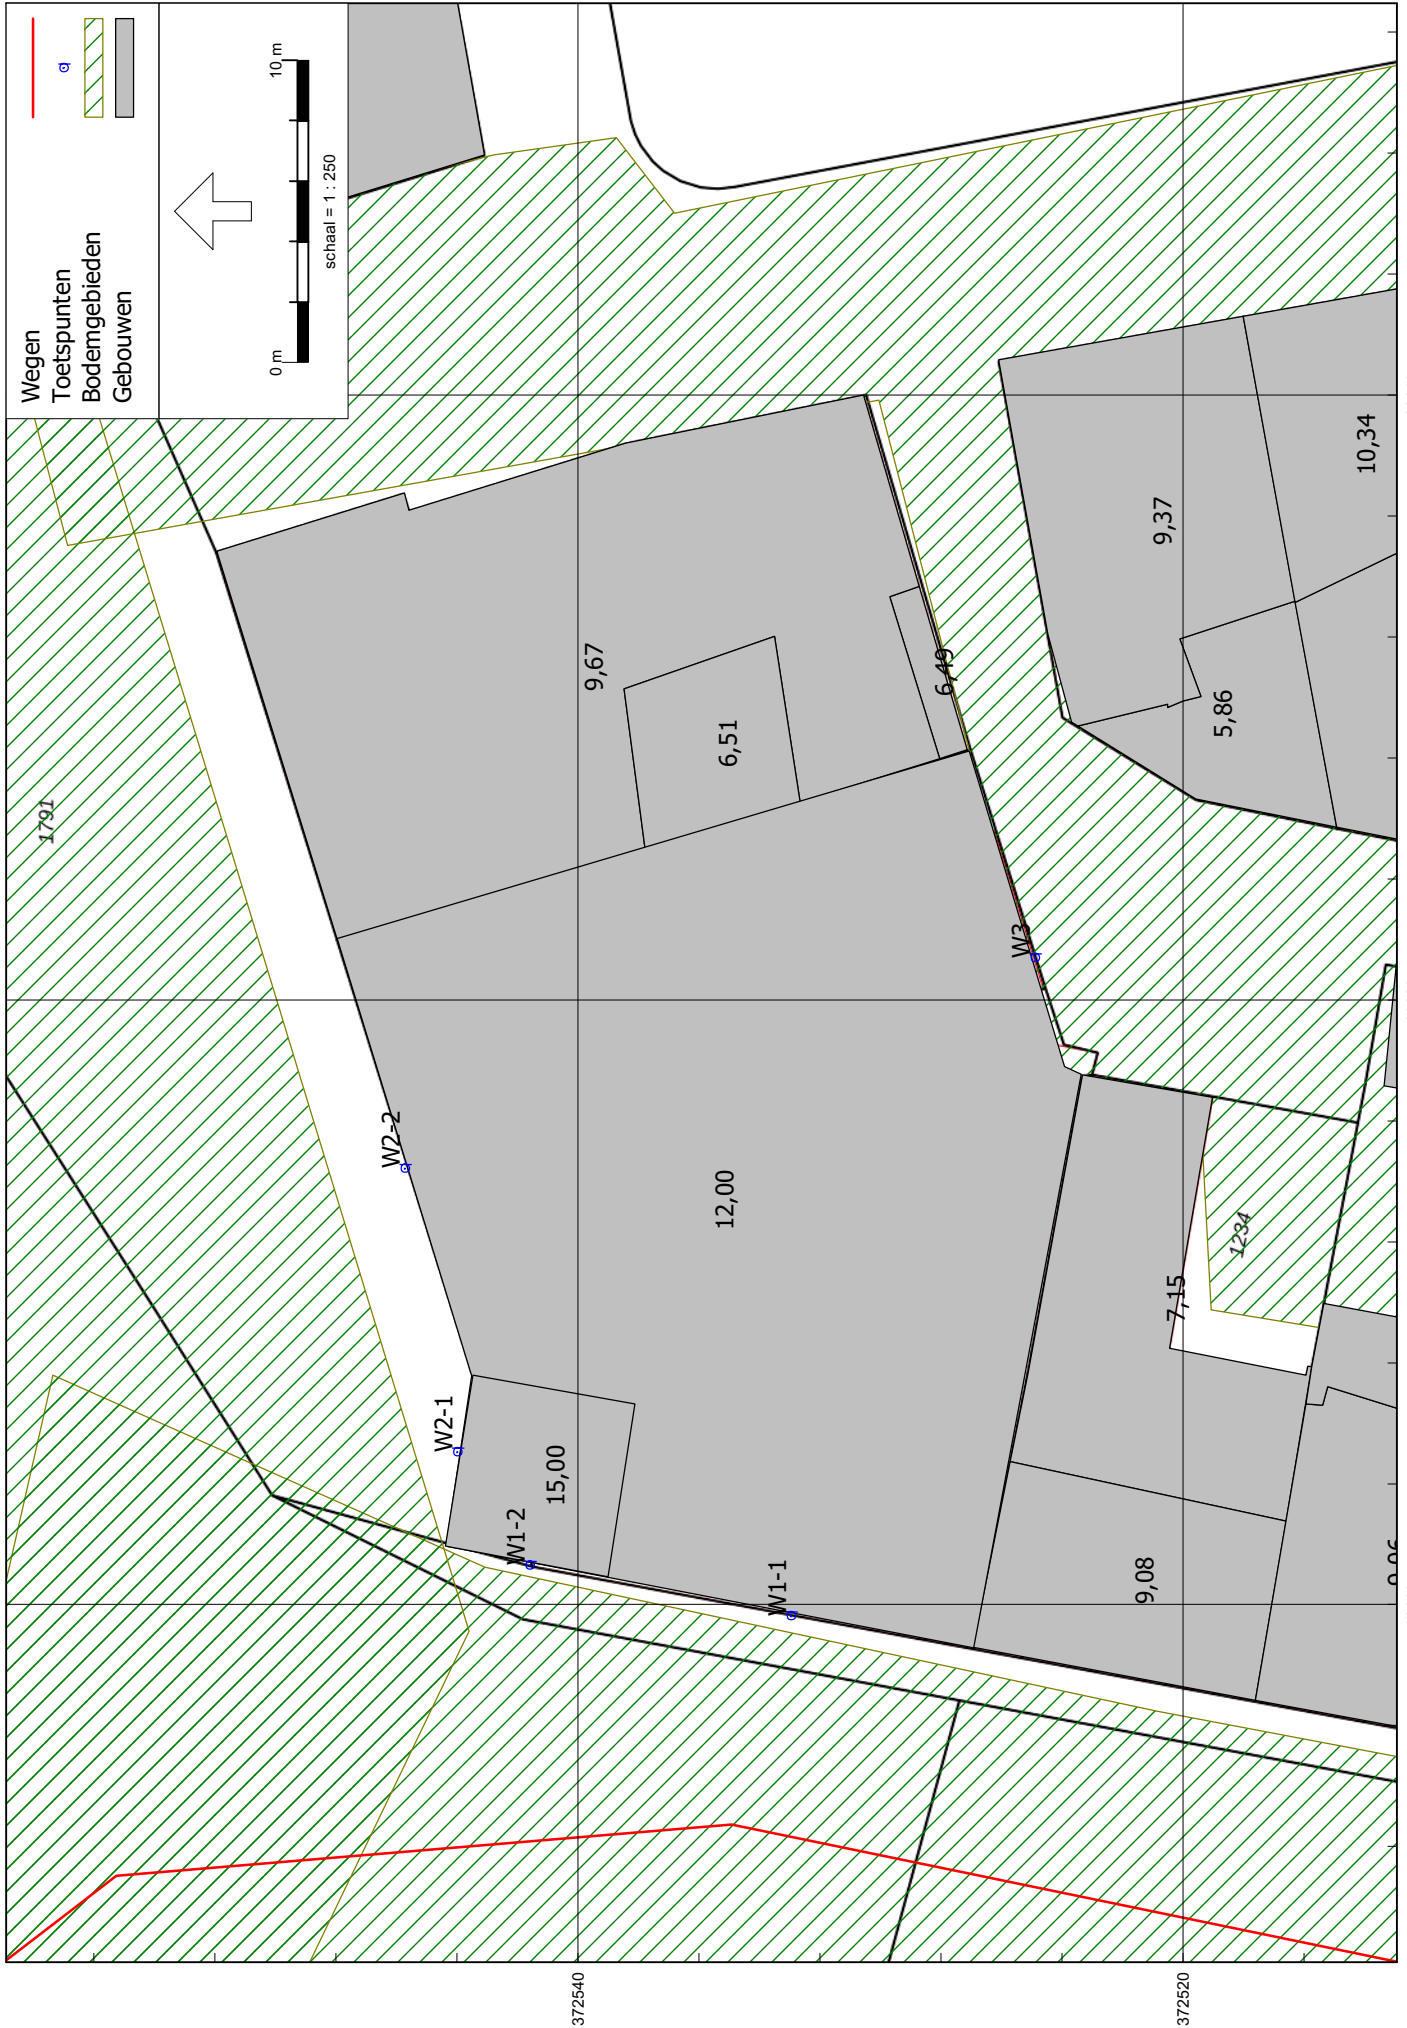 Wegen
Toetspunten
Bodemgebieden
Gebouwen
0 m
10 m
schaal = 1 : 250
1791
W2-2
W2-1
W1-2
W1-1
W3
9,67
6,51
6,49
12,00
15,00
9,37
10,34
5,86
7,15
1234
9,08
372540
372520